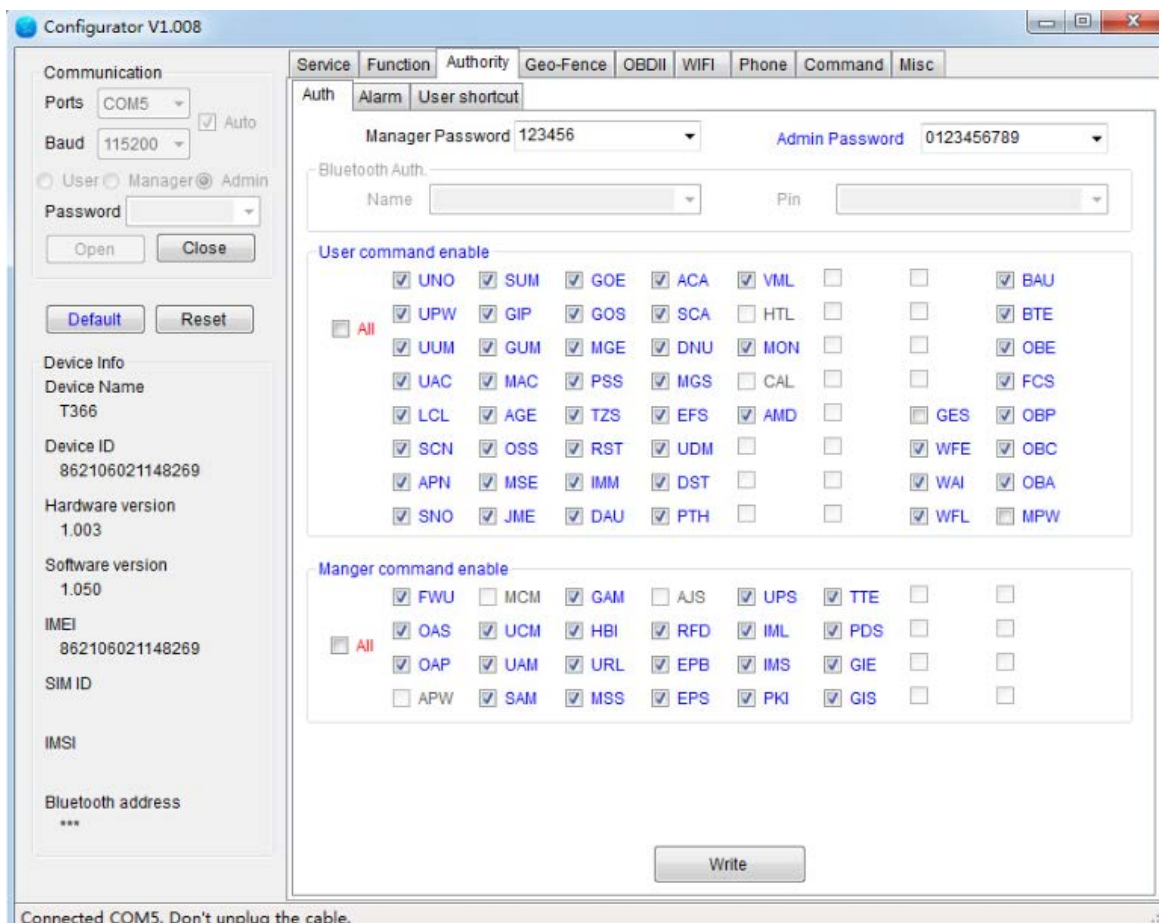 Configurator V1.008
Communication
Ports COM5
Auto
Baud 115200
User Manager Admin
Password
Open Close
Default Reset
Device Info
Device Name
T366
Device ID
862106021148269
Hardware version
1.003
Software version
1.050
IMEI
862106021148269
SIM ID
IMSI
Bluetooth address
***
Service Function Authority Geo-Fence OBDII WIFI Phone Command Misc
Auth Alarm User shortcut
Manager Password 123456 Admin Password 0123456789
Bluetooth Auth.
Name Pin
User command enable
All
UNO SUM GOE ACA VML BAU
UPW GIP GOS SCA HTL BTE
UUM GUM MGE DNU MON OBE
UAC MAC PSS MGS CAL FCS
LCL AGE TZS EFS AMD GES OBP
SCN OSS RST UDM WFE OBC
APN MSE IMM DST WAI OBA
SNO JME DAU PTH WFL MPW
Manger command enable
All
FWU MCM GAM AJS UPS TTE
OAS UCM HBI RFD IML PDS
OAP UAM URL EPB IMS GIE
APW SAM MSS EPS PKI GIS
Write
Connected COM5. Don't unplug the cable.